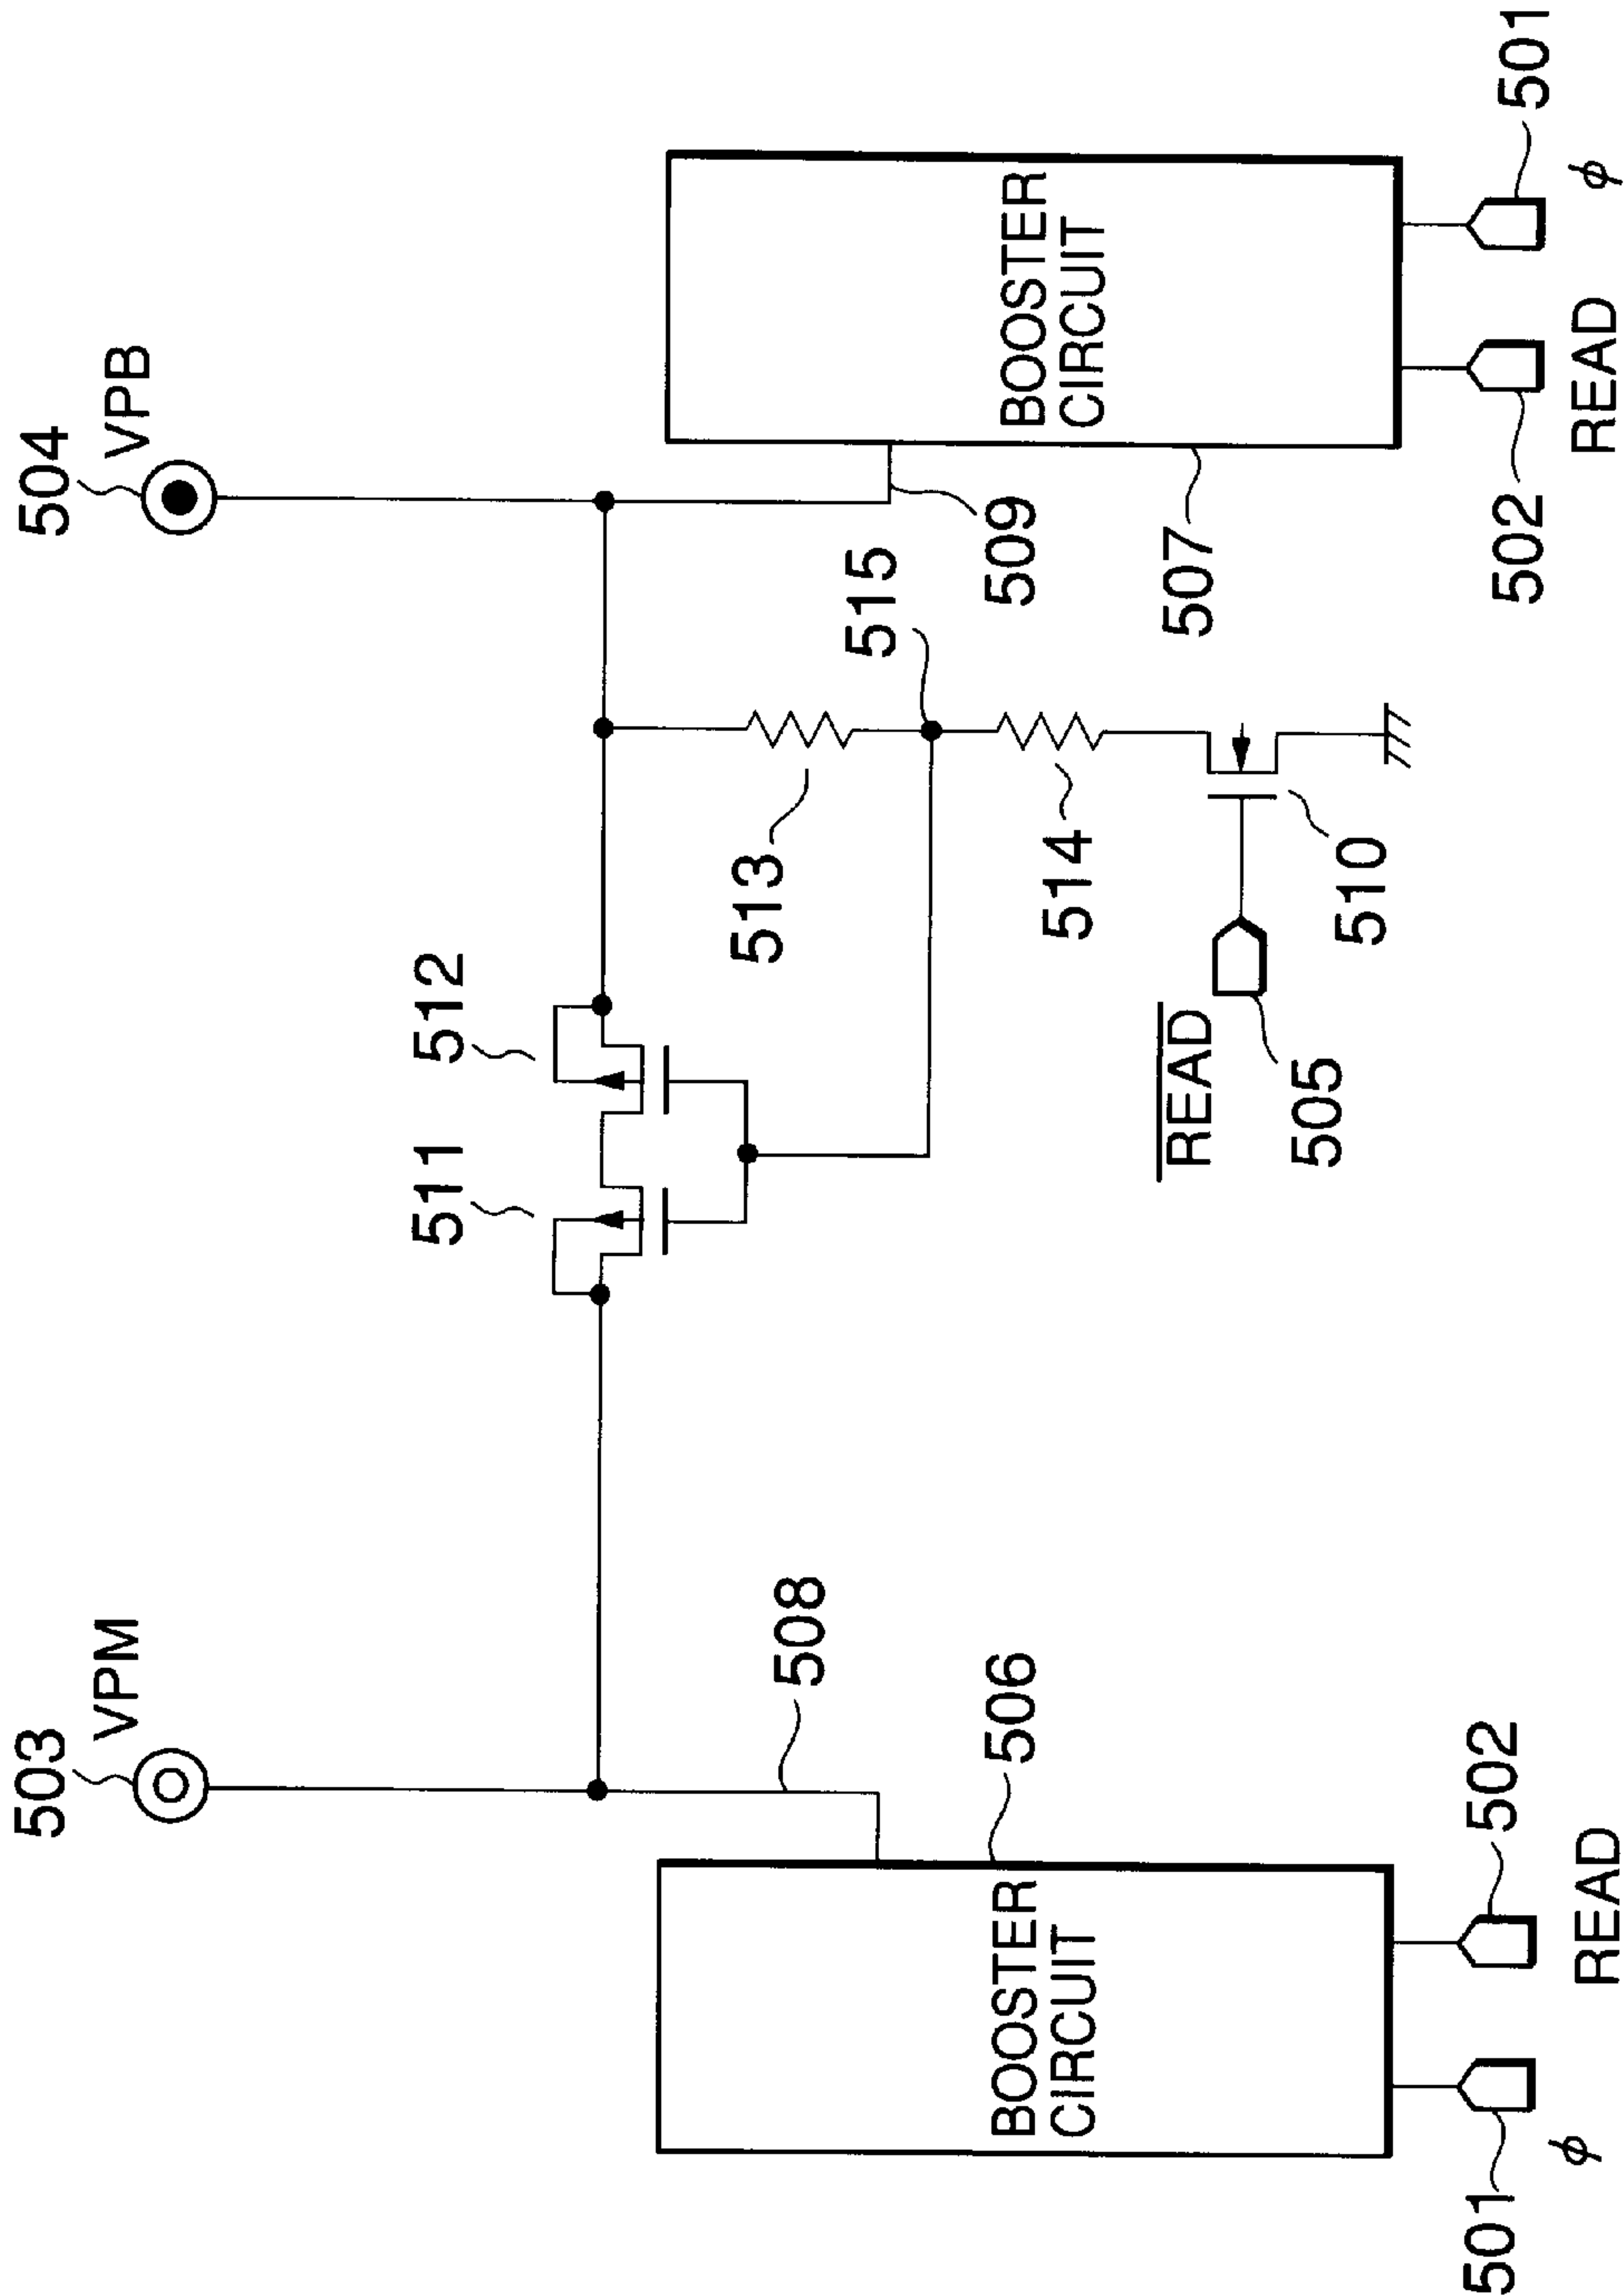 503
VPM
504
VPB
511
512
508
506
BOOSTER
CIRCUIT
513
515
514
509
507
BOOSTER
CIRCUIT
R̅E̅A̅D̅
505
510
501
502
502
501
φ
READ
READ
φ